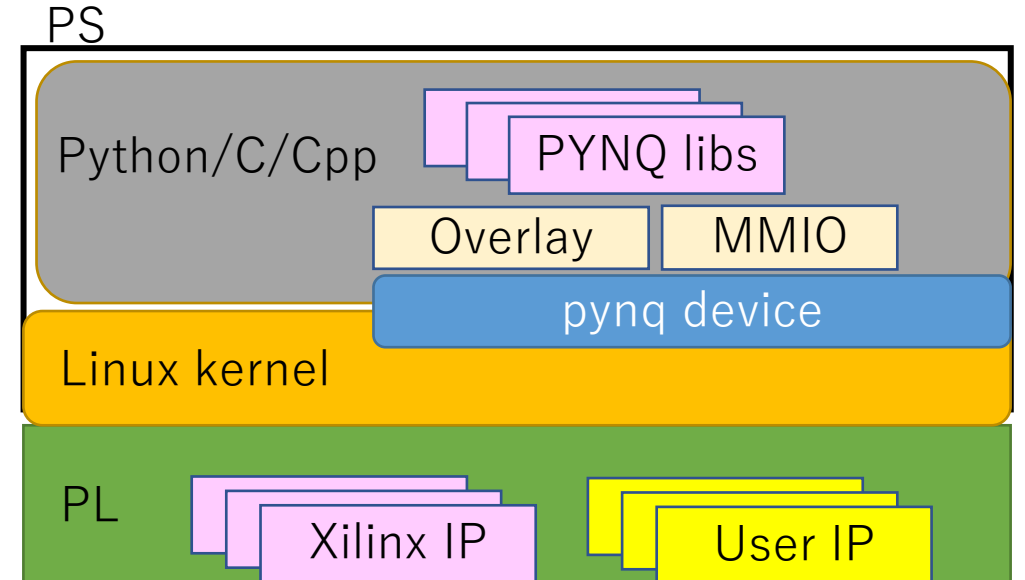 PS
Python/C/Cpp
PYNQ libs
Overlay
MMIO
pynq device
Linux kernel
PL
Xilinx IP
User IP